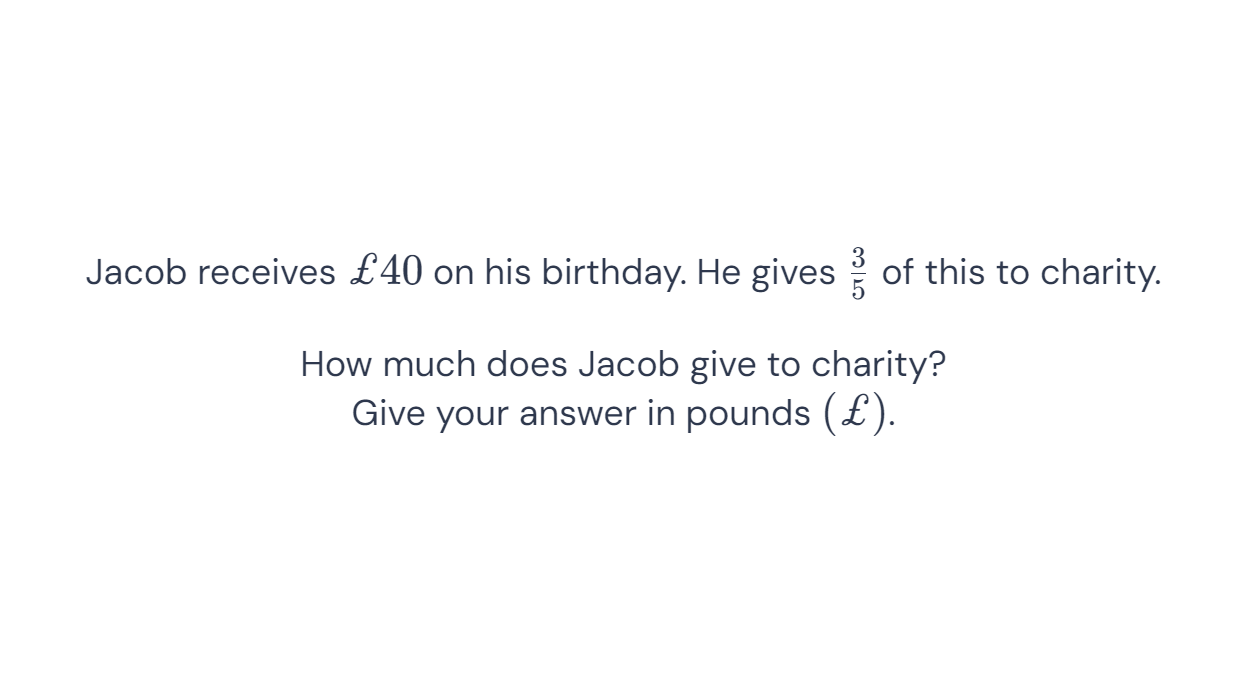 Jacob receives £40 on his birthday. He gives 3/5 of this to charity.
How much does Jacob give to charity?
Give your answer in pounds (£).